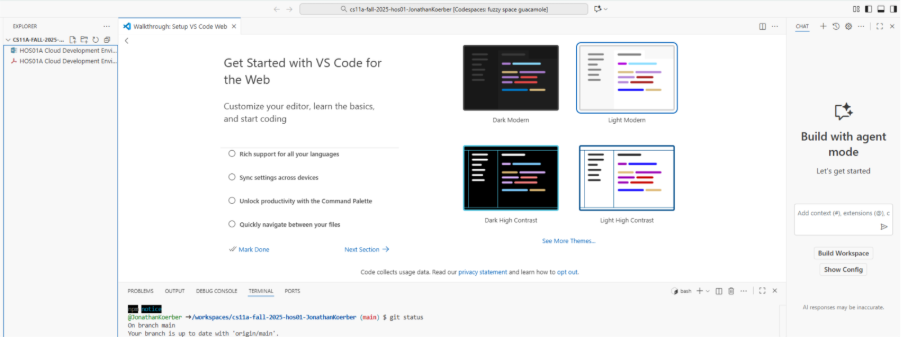 cs11a-fall-2025-hos01-JonathanKoerber [Codespaces: fuzzy space guacamole]
EXPLORER
CS11A-FALL-2025-...
HOS01A Cloud Development Envi...
HOS01A Cloud Development Envi...
Walkthrough: Setup VS Code Web
Get Started with VS Code for
the Web
Customize your editor, learn the basics,
and start coding
Rich support for all your languages
Sync settings across devices
Unlock productivity with the Command Palette
Quickly navigate between your files
Mark Done
Next Section
Dark Modern
Light Modern
Dark High Contrast
Light High Contrast
See More Themes...
Code collects usage data. Read our privacy statement and learn how to opt out.
PROBLEMS
OUTPUT
DEBUG CONSOLE
TERMINAL
PORTS
bash
@JonathanKoerber ➜/workspaces/cs11a-fall-2025-hos01-JonathanKoerber (main) $ git status
On branch main
Your branch is up to date with 'origin/main'.
CHAT
Build with agent
mode
Let's get started
Add context (#), extensions (@), c
Build Workspace
Show Config
AI responses may be inaccurate.